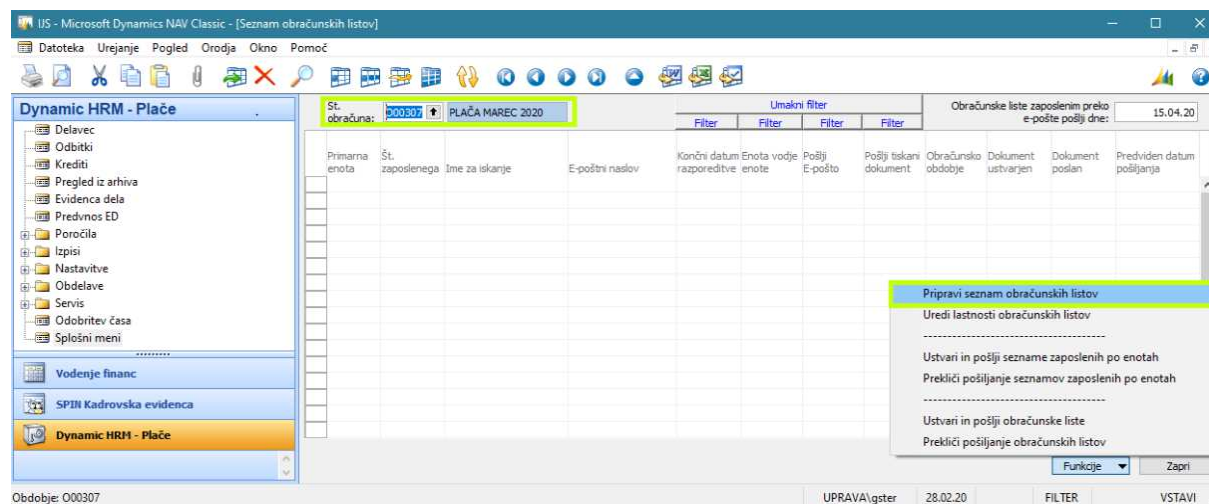 IJS - Microsoft Dynamics NAV Classic - [Seznam obračunskih listov]
Datoteka Urejanje Pogled Orodja Okno Pomoč
Dynamic HRM - Plače
Delavec
Odbitki
Krediti
Pregled iz arhiva
Evidenca dela
Predvnos ED
Poročila
Izpisi
Nastavitve
Obdelave
Servis
Odobritev časa
Splošni meni
Vodenje financ
SPIN Kadrovska evidenca
Dynamic HRM - Plače
Št. obračuna: O00307 PLAČA MAREC 2020
Umakni filter
Filter Filter Filter Filter
Obračunske liste zaposlenim preko e-pošte pošlji dne: 15.04.20
Primarna enota
Št. zaposlenega
Ime za iskanje
E-poštni naslov
Končni datum razporeditve
Enota vodje enote
Pošlji E-pošto
Pošlji tiskani dokument
Obračunsko obdobje
Dokument ustvarjen
Dokument poslan
Predviden datum pošiljanja
Pripravi seznam obračunskih listov
Uredi lastnosti obračunskih listov
--------------------------------------
Ustvari in pošlji sezname zaposlenih po enotah
Prekliči pošiljanje seznamov zaposlenih po enotah
--------------------------------------
Ustvari in pošlji obračunske liste
Prekliči pošiljanje obračunskih listov
Funkcije Zapri
Obdobje: O00307 UPRAVA\gster 28.02.20 FILTER VSTAVI